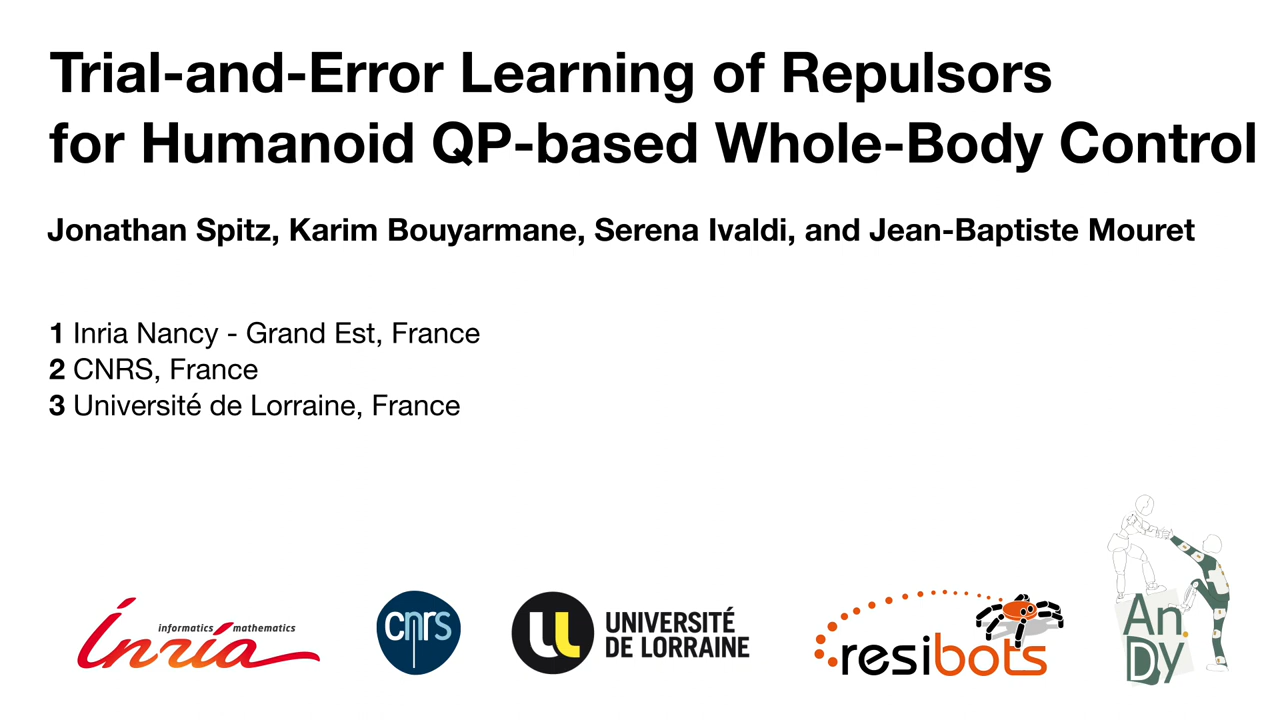 Trial-and-Error Learning of Repulsors
for Humanoid QP-based Whole-Body Control
Jonathan Spitz, Karim Bouyarmane, Serena Ivaldi, and Jean-Baptiste Mouret
1 Inria Nancy - Grand Est, France
2 CNRS, France
3 Université de Lorraine, France
informatics mathematics
inria
cnrs
UNIVERSITÉ
DE LORRAINE
resibots
An.
Dy